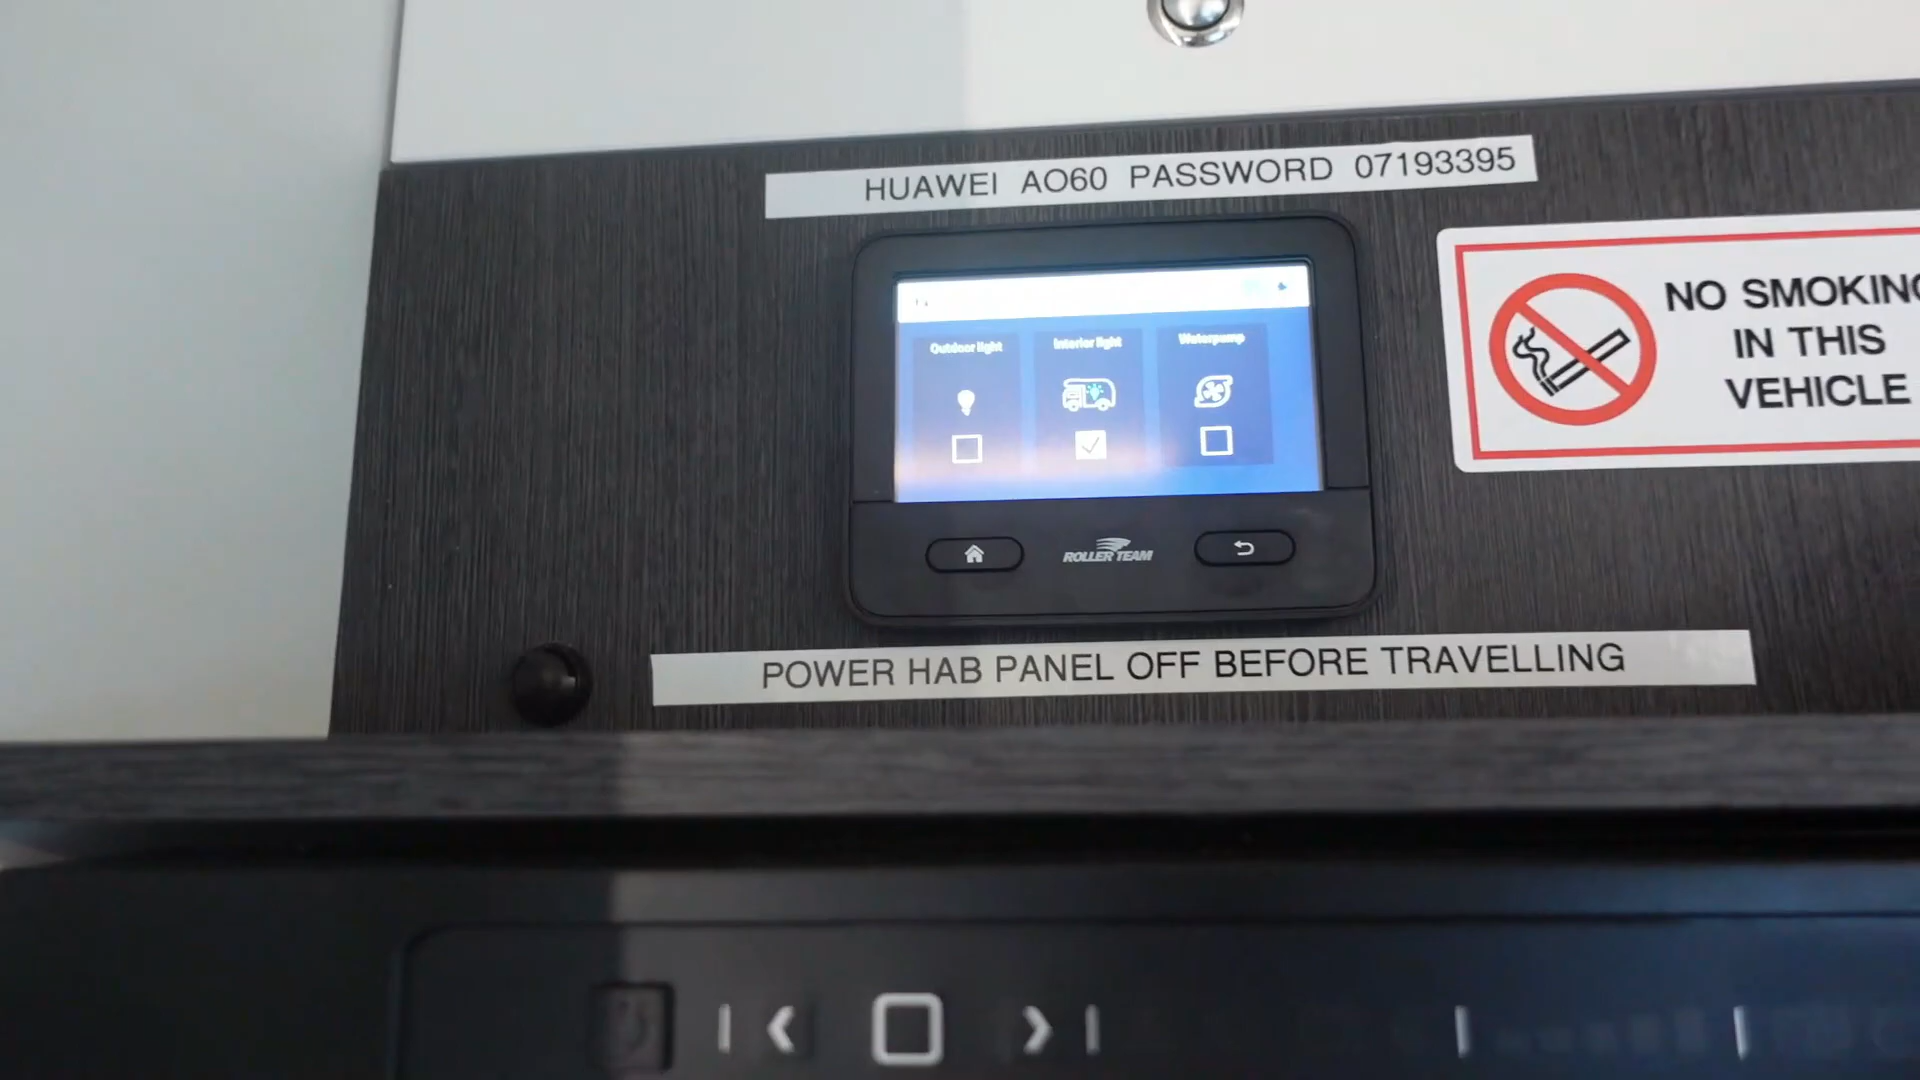 HUAWEI AO60 PASSWORD 07193395
Outdoor light
Interior light
Waterpump
ROLLER TEAM
NO SMOKING
IN THIS
VEHICLE
POWER HAB PANEL OFF BEFORE TRAVELLING